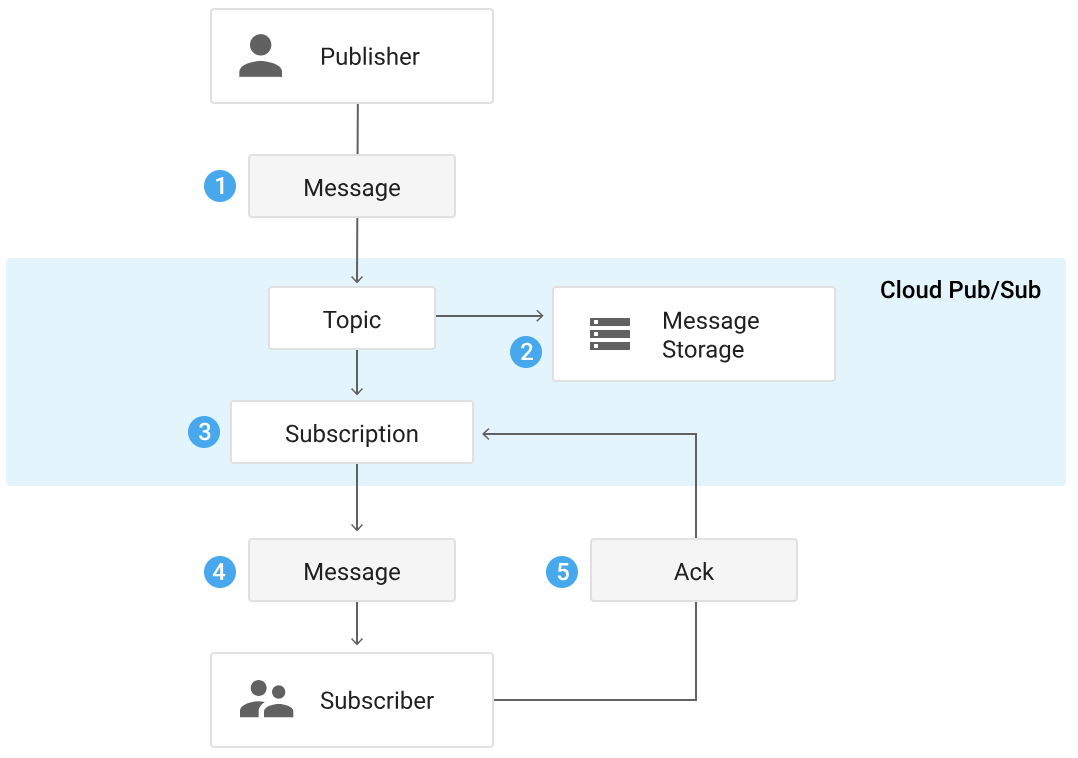 Publisher
1
Message
Cloud Pub/Sub
Topic
Message
Storage
2
3
Subscription
4
Message
5
Ack
Subscriber